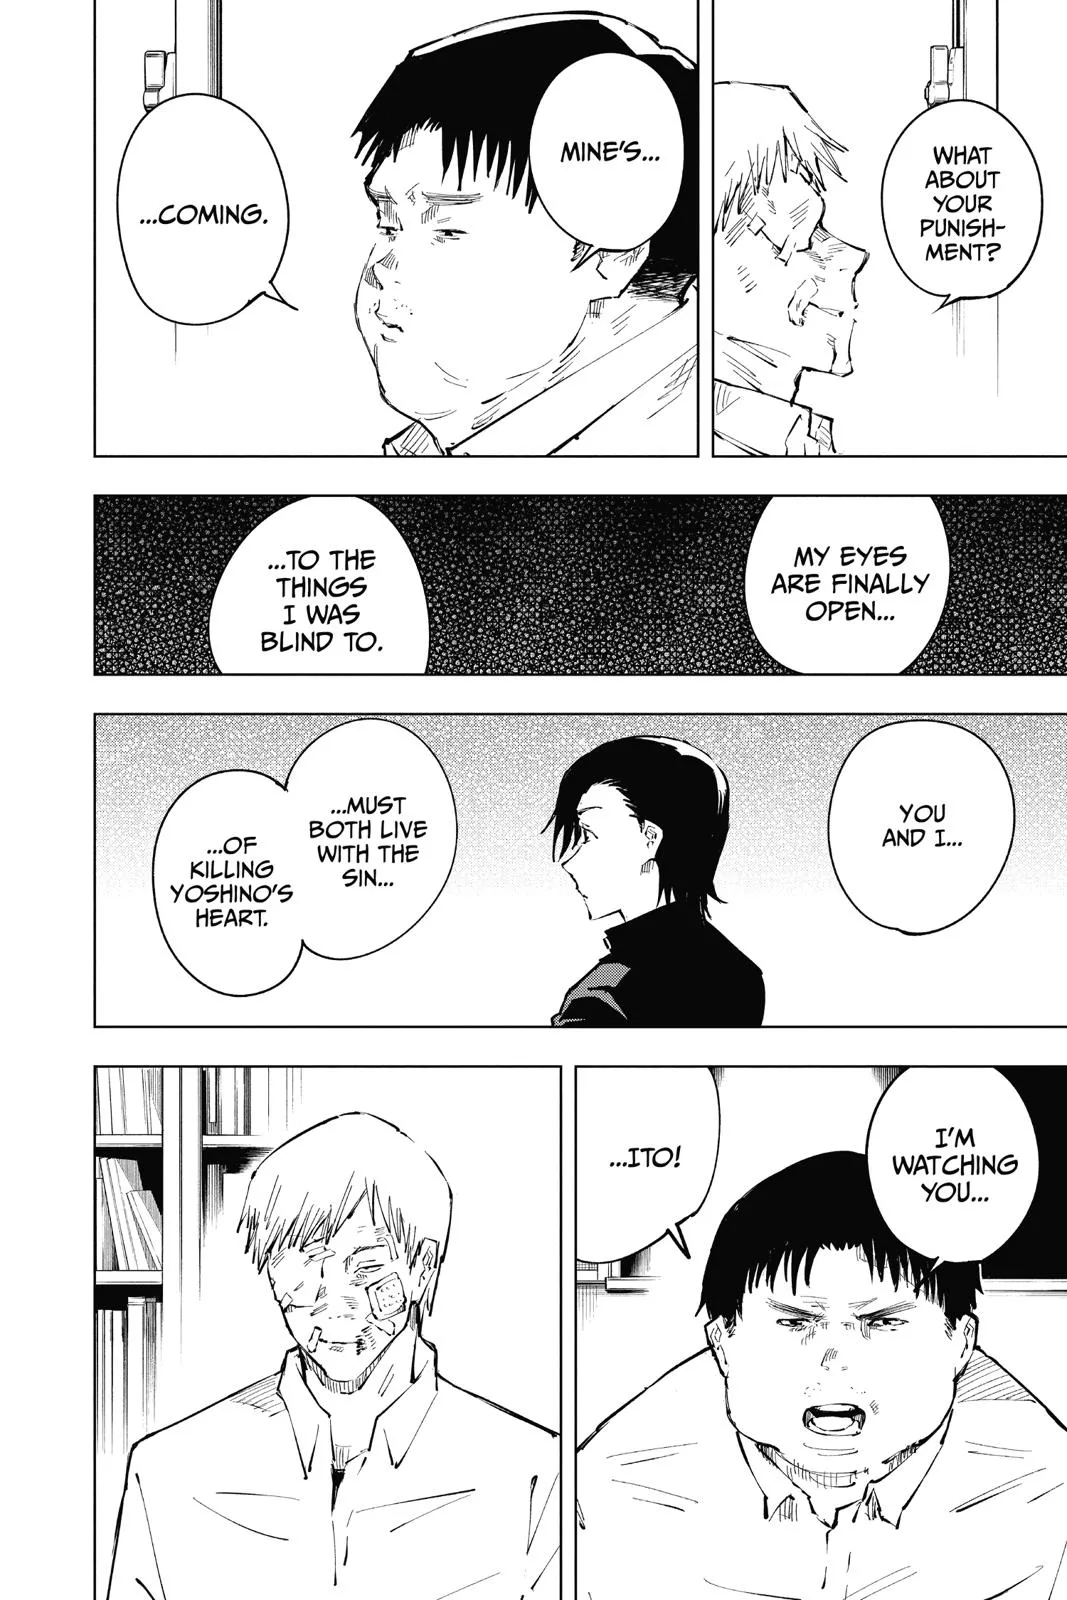 WHAT
ABOUT
YOUR
PUNISH-
MENT?
MINE'S...
...COMING.
MY EYES
ARE FINALLY
OPEN...
...TO THE
THINGS
I WAS
BLIND TO.
YOU
AND I...
...MUST
BOTH LIVE
WITH THE
SIN...
...OF
KILLING
YOSHINO'S
HEART.
I'M
WATCHING
YOU...
...ITO!